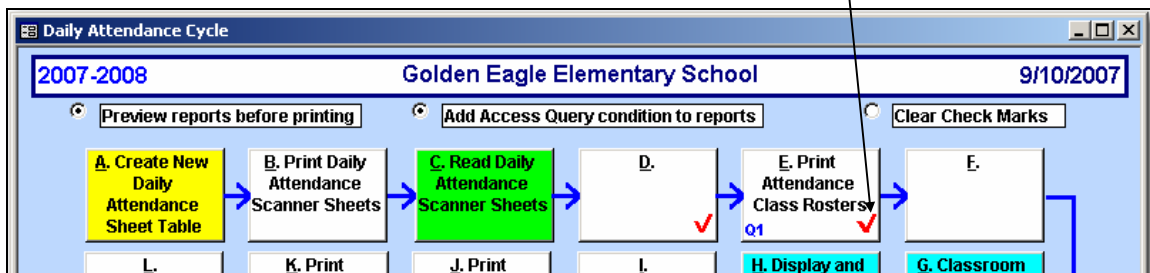 Daily Attendance Cycle
2007-2008 Golden Eagle Elementary School 9/10/2007
Preview reports before printing Add Access Query condition to reports Clear Check Marks
A. Create New
Daily
Attendance
Sheet Table
B. Print Daily
Attendance
Scanner Sheets
C. Read Daily
Attendance
Scanner Sheets
D.
E. Print
Attendance
Class Rosters
Q1
F.
L.
K. Print
J. Print
I.
H. Display and
G. Classroom